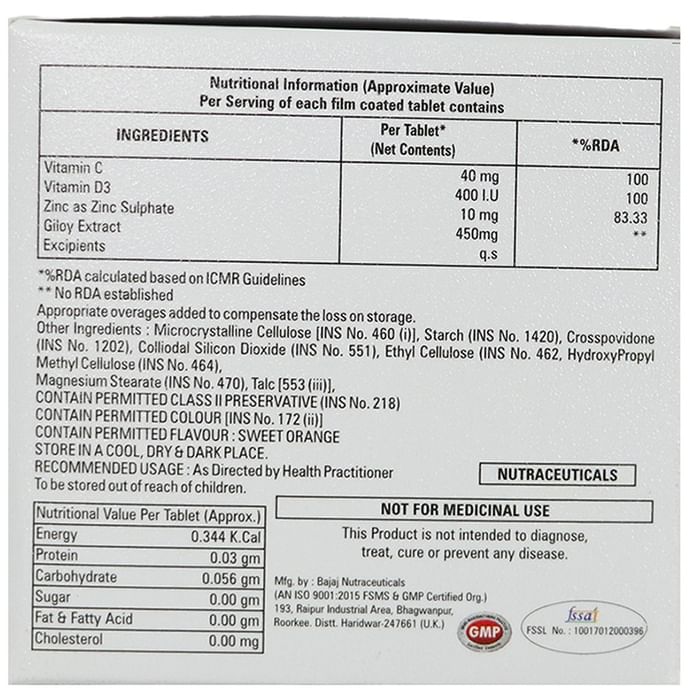 Nutritional Information (Approximate Value)
Per Serving of each film coated tablet contains
INGREDIENTS
Per Tablet*
(Net Contents)
*%RDA
Vitamin C 40 mg 100
Vitamin D3 400 I.U 100
Zinc as Zinc Sulphate 10 mg 83.33
Giloy Extract 450mg **
Excipients q.s
*%RDA calculated based on ICMR Guidelines
** No RDA established
Appropriate overages added to compensate the loss on storage.
Other Ingredients : Microcrystalline Cellulose [INS No. 460 (i)], Starch (INS No. 1420), Crosspovidone
(INS No. 1202), Colliodal Silicon Dioxide (INS No. 551), Ethyl Cellulose (INS No. 462, HydroxyPropyl
Methyl Cellulose (INS No. 464),
Magnesium Stearate (INS No. 470), Talc [553 (iii)],
CONTAIN PERMITTED CLASS II PRESERVATIVE (INS No. 218)
CONTAIN PERMITTED COLOUR [INS No. 172 (ii)]
CONTAIN PERMITTED FLAVOUR : SWEET ORANGE
STORE IN A COOL, DRY & DARK PLACE.
RECOMMENDED USAGE : As Directed by Health Practitioner
To be stored out of reach of children.
NUTRACEUTICALS
NOT FOR MEDICINAL USE
This Product is not intended to diagnose,
treat, cure or prevent any disease.
Nutritional Value Per Tablet (Approx.)
Energy 0.344 K.Cal
Protein 0.03 gm
Carbohydrate 0.056 gm
Sugar 0.00 gm
Fat & Fatty Acid 0.00 gm
Cholesterol 0.00 mg
Mfg. by : Bajaj Nutraceuticals
(AN ISO 9001:2015 FSMS & GMP Certified Org.)
193, Raipur Industrial Area, Bhagwanpur,
Roorkee. Distt. Haridwar-247661 (U.K.)
GMP
fssai
FSSL No. : 10017012000396